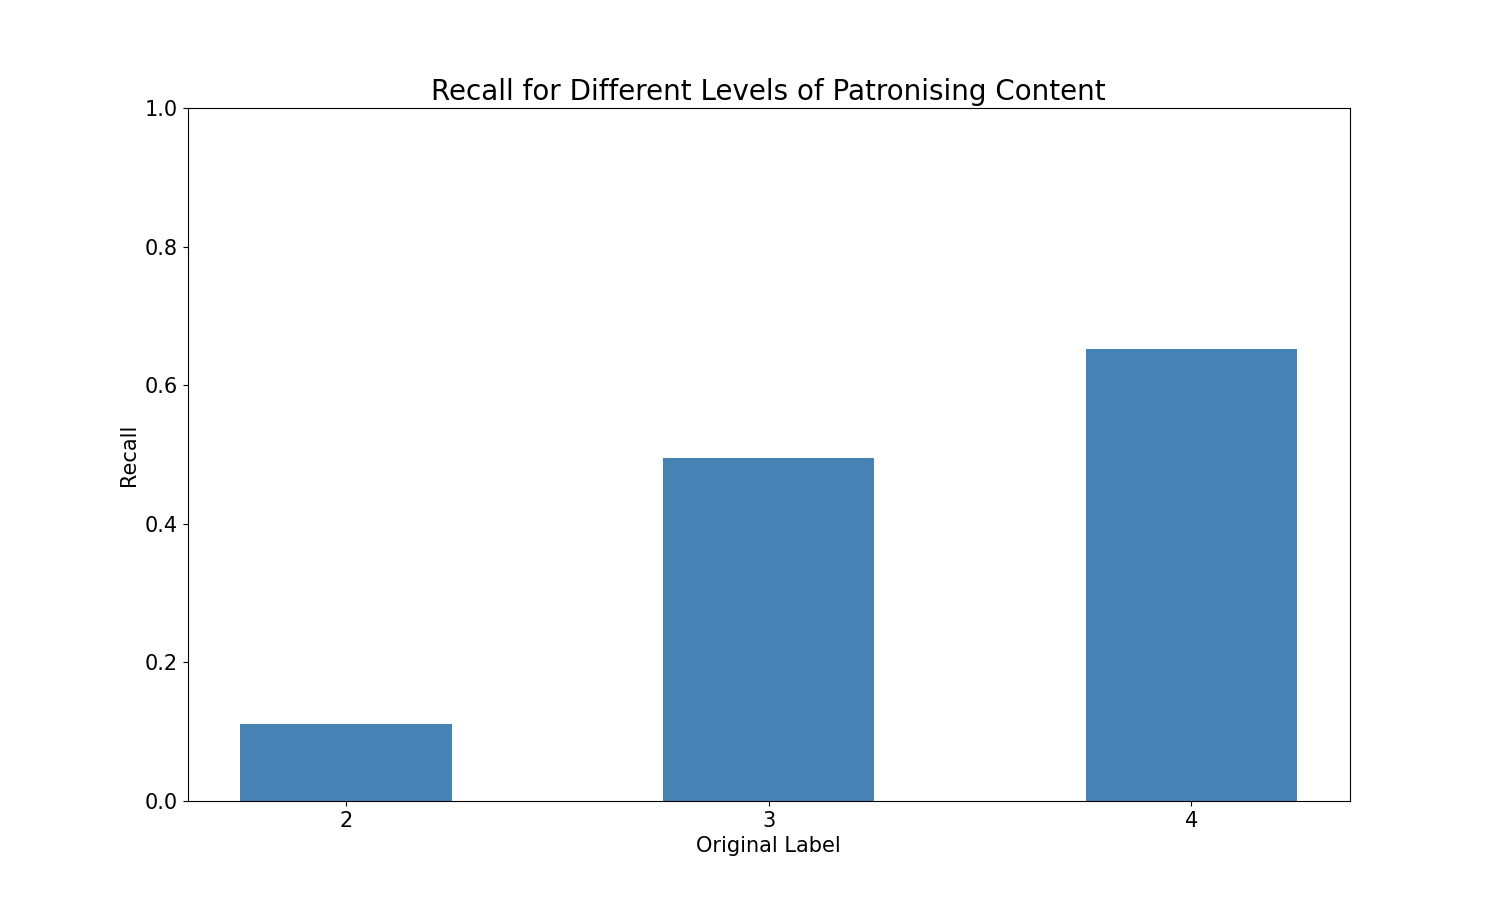 Recall for Different Levels of Patronising Content
1.0
0.8
0.6
0.4
0.2
0.0
Recall
2 3 4
Original Label